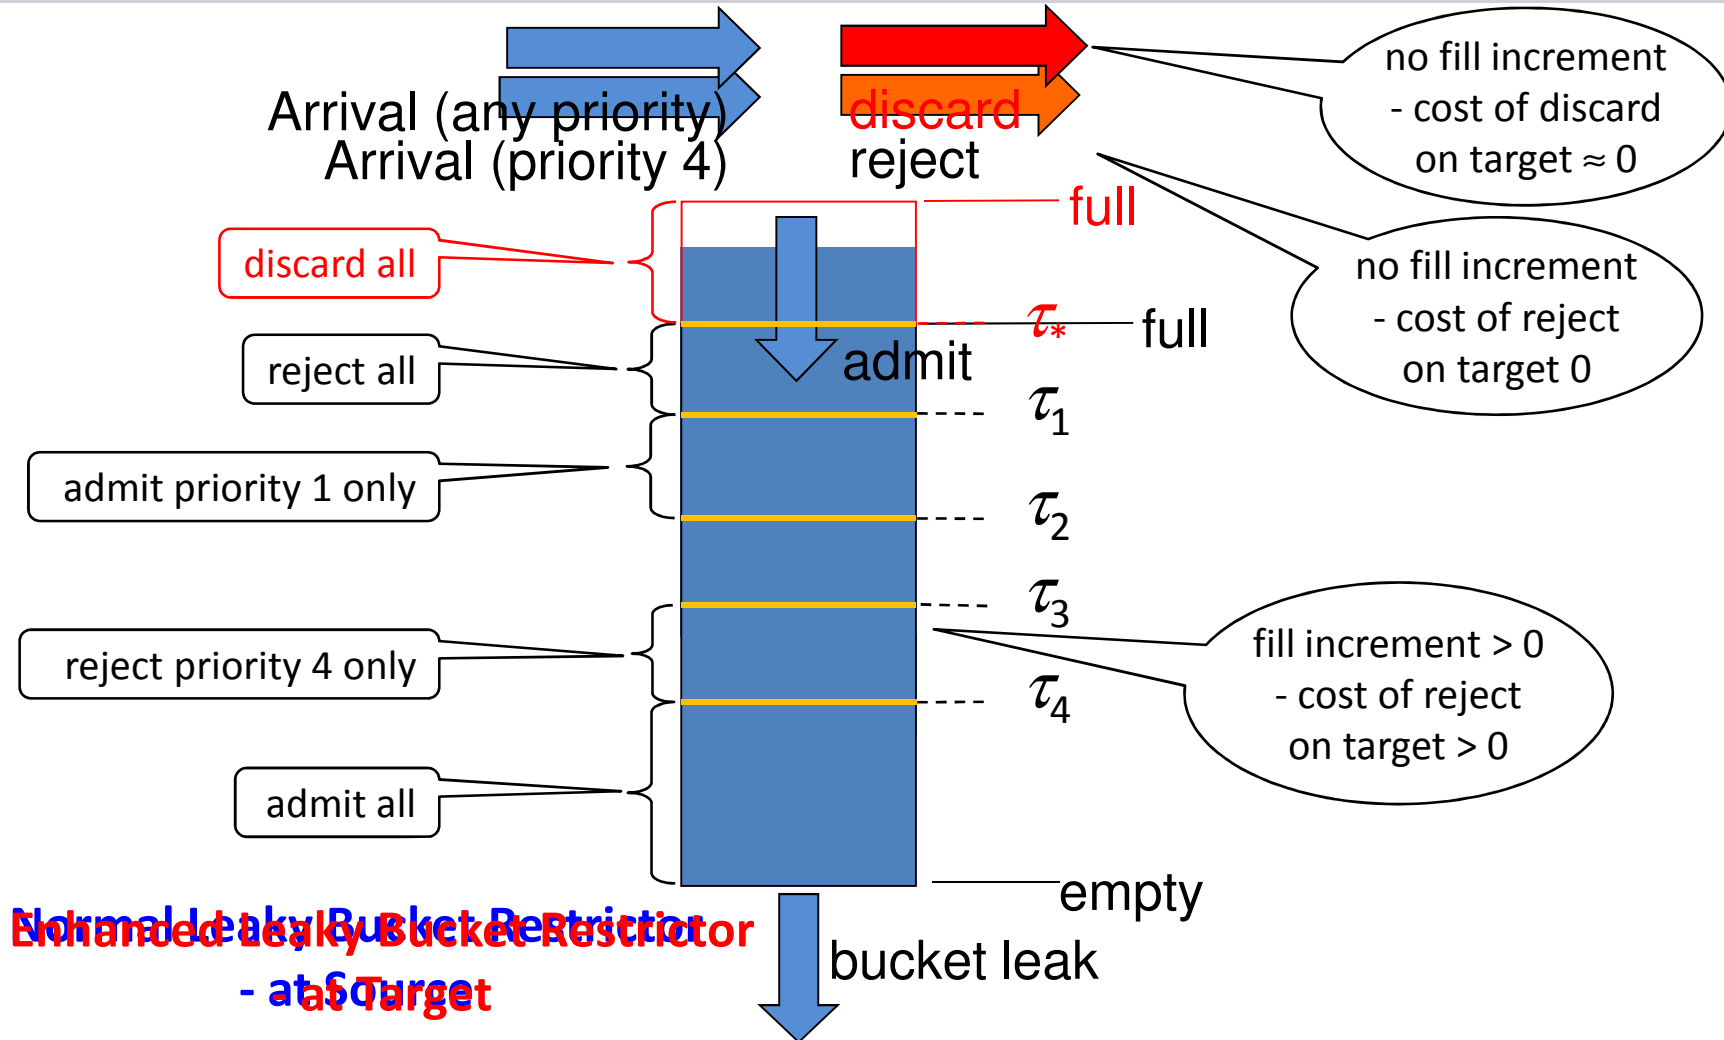 no fill increment
- cost of discard
on target ≈ 0
Arrival (any priority)
discard
Arrival (priority 4)
reject
full
discard all
no fill increment
- cost of reject
on target 0
τ*
full
admit
reject all
τ1
admit priority 1 only
τ2
τ3
fill increment > 0
- cost of reject
on target > 0
reject priority 4 only
τ4
admit all
empty
Normal Leaky Bucket Restrictor
- at Source
Enhanced Leaky Bucket Restrictor
- at Target
bucket leak